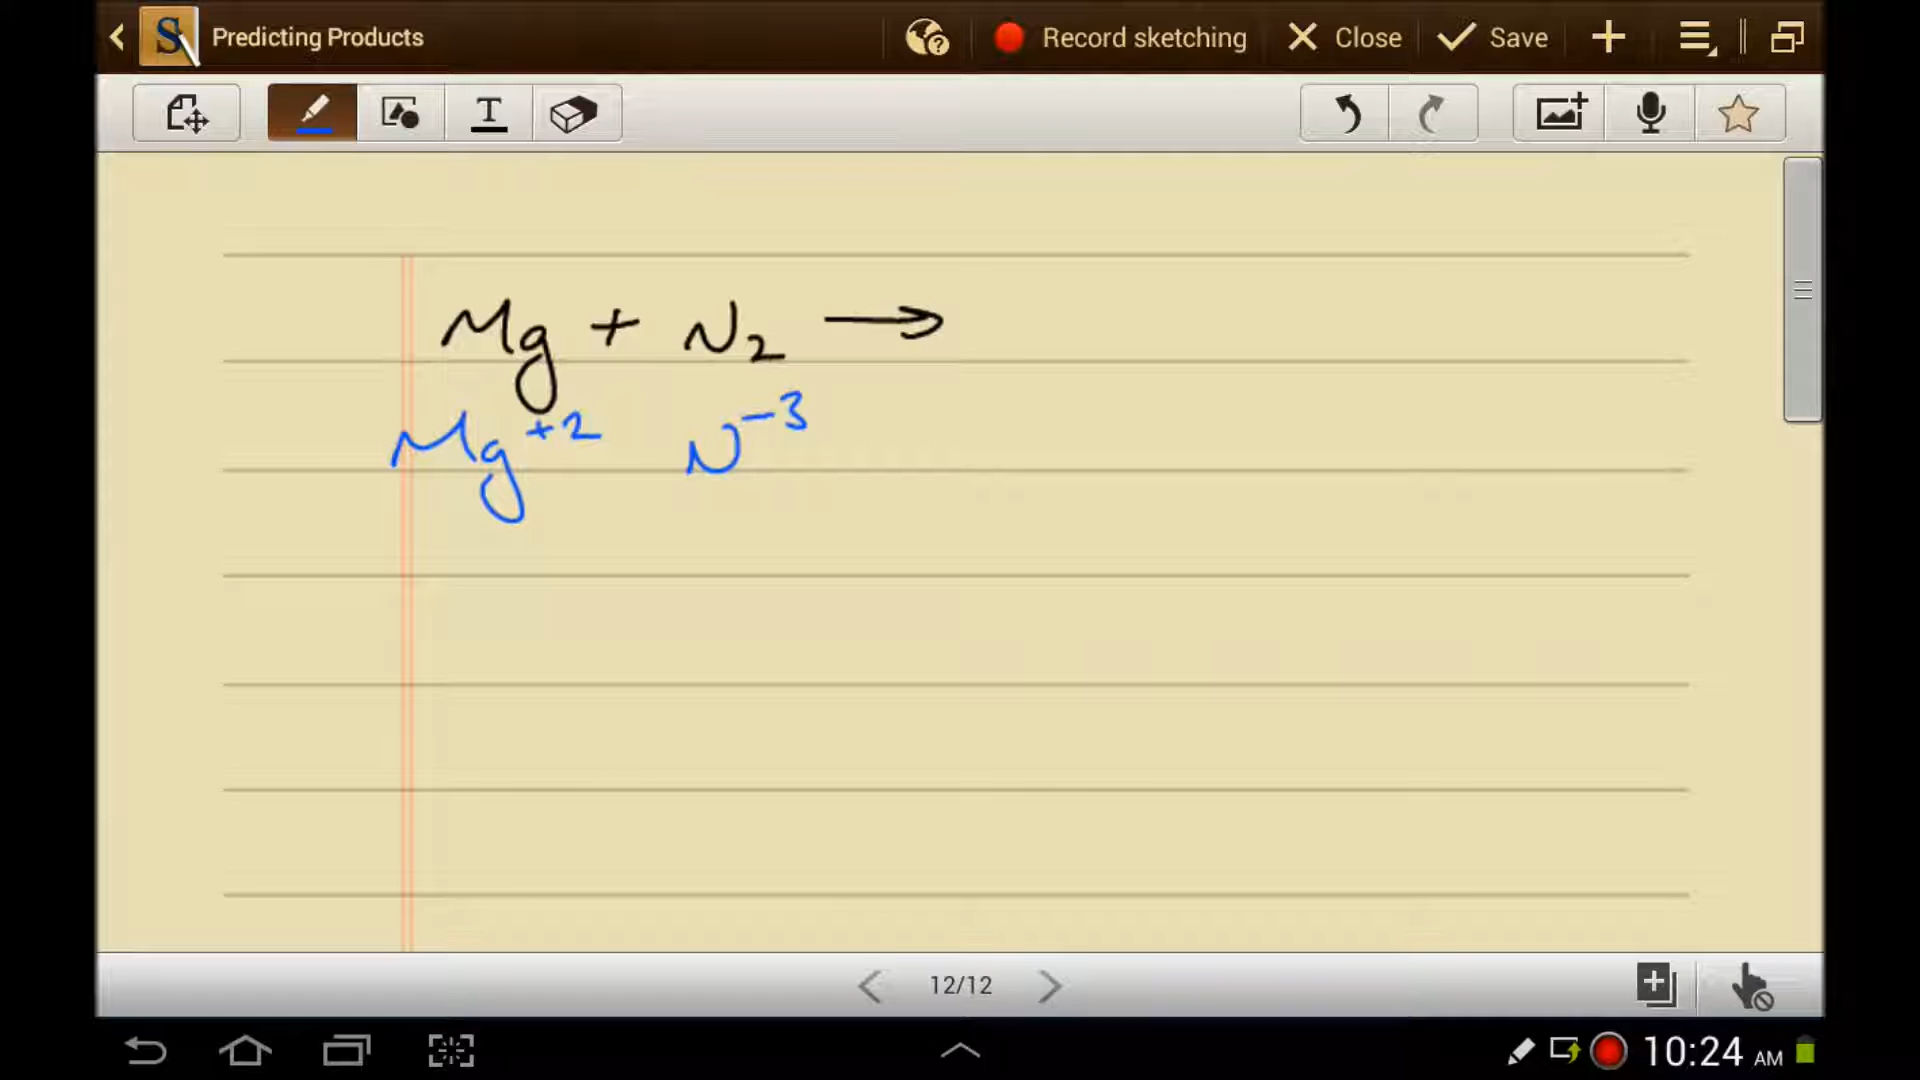 Predicting Products
Record sketching
Close
Save
T
Mg + N₂ →
Mg⁺² N⁻³
12/12
10:24 AM